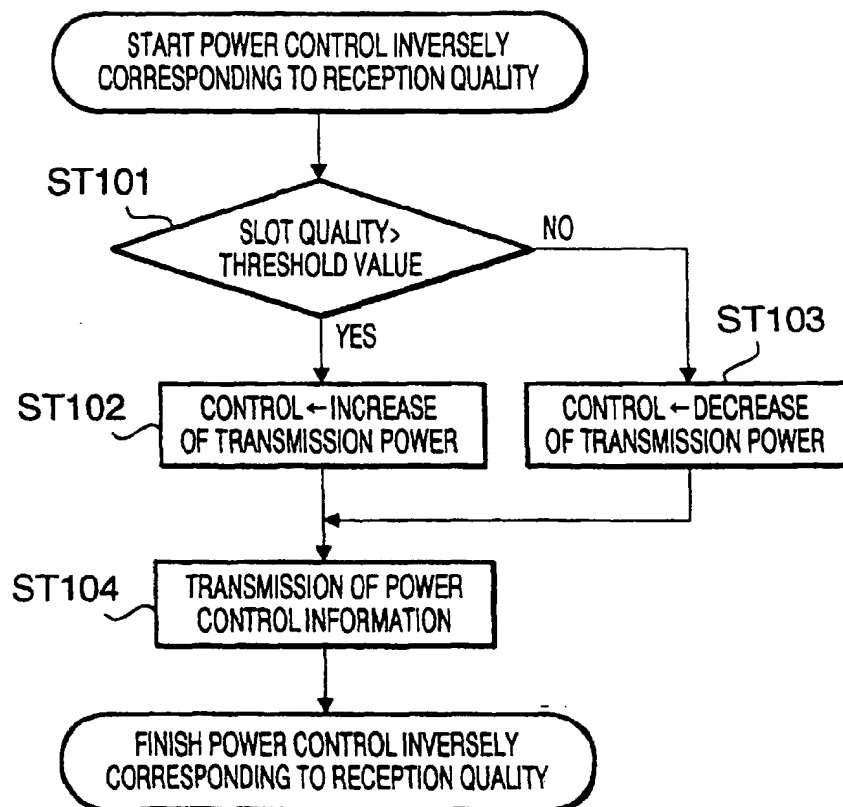 START POWER CONTROL INVERSELY
CORRESPONDING TO RECEPTION QUALITY
ST101
SLOT QUALITY>
THRESHOLD VALUE
NO
YES
ST103
ST102
CONTROL←INCREASE
OF TRANSMISSION POWER
CONTROL←DECREASE
OF TRANSMISSION POWER
ST104
TRANSMISSION OF POWER
CONTROL INFORMATION
FINISH POWER CONTROL INVERSELY
CORRESPONDING TO RECEPTION QUALITY